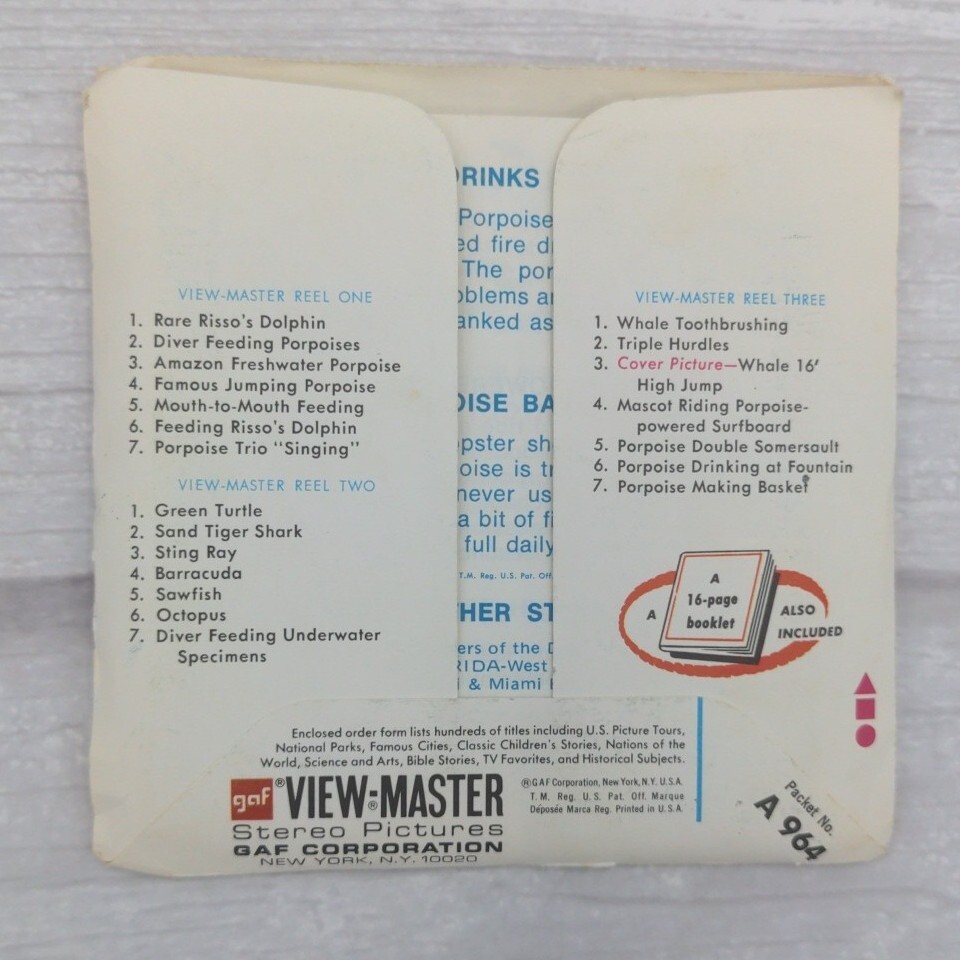 VIEW-MASTER REEL ONE
1. Rare Risso's Dolphin
2. Diver Feeding Porpoises
3. Amazon Freshwater Porpoise
4. Famous Jumping Porpoise
5. Mouth-to-Mouth Feeding
6. Feeding Risso's Dolphin
7. Porpoise Trio "Singing"
VIEW-MASTER REEL TWO
1. Green Turtle
2. Sand Tiger Shark
3. Sting Ray
4. Barracuda
5. Sawfish
6. Octopus
7. Diver Feeding Underwater
Specimens
DRINKS
Porpoise
ed fire
The por
oblems
anked as
OISE BA
opster sh
oise is
never us
a bit of
full daily
T.M. Reg. U.S. Pat. Off
HER ST
ers of the
RIDA-West
& Miami
VIEW-MASTER REEL THREE
1. Whale Toothbrushing
2. Triple Hurdles
3. Cover Picture—Whale 16'
High Jump
4. Mascot Riding Porpoise-
powered Surfboard
5. Porpoise Double Somersault
6. Porpoise Drinking at Fountain
7. Porpoise Making Basket
A
A
16-page
booklet
ALSO
INCLUDED
Enclosed order form lists hundreds of titles including U.S. Picture Tours,
National Parks, Famous Cities, Classic Children's Stories, Nations of the
World, Science and Arts, Bible Stories, TV Favorites, and Historical Subjects.
gaf ® VIEW-MASTER ®
Stereo Pictures
GAF CORPORATION
NEW YORK, N.Y. 10020
®GAF Corporation, New York, N.Y. U.S.A.
T. M. Reg. U. S. Pat. Off. Marque
Déposée Marca Reg. Printed in U.S.A.
Packet No.
A 964